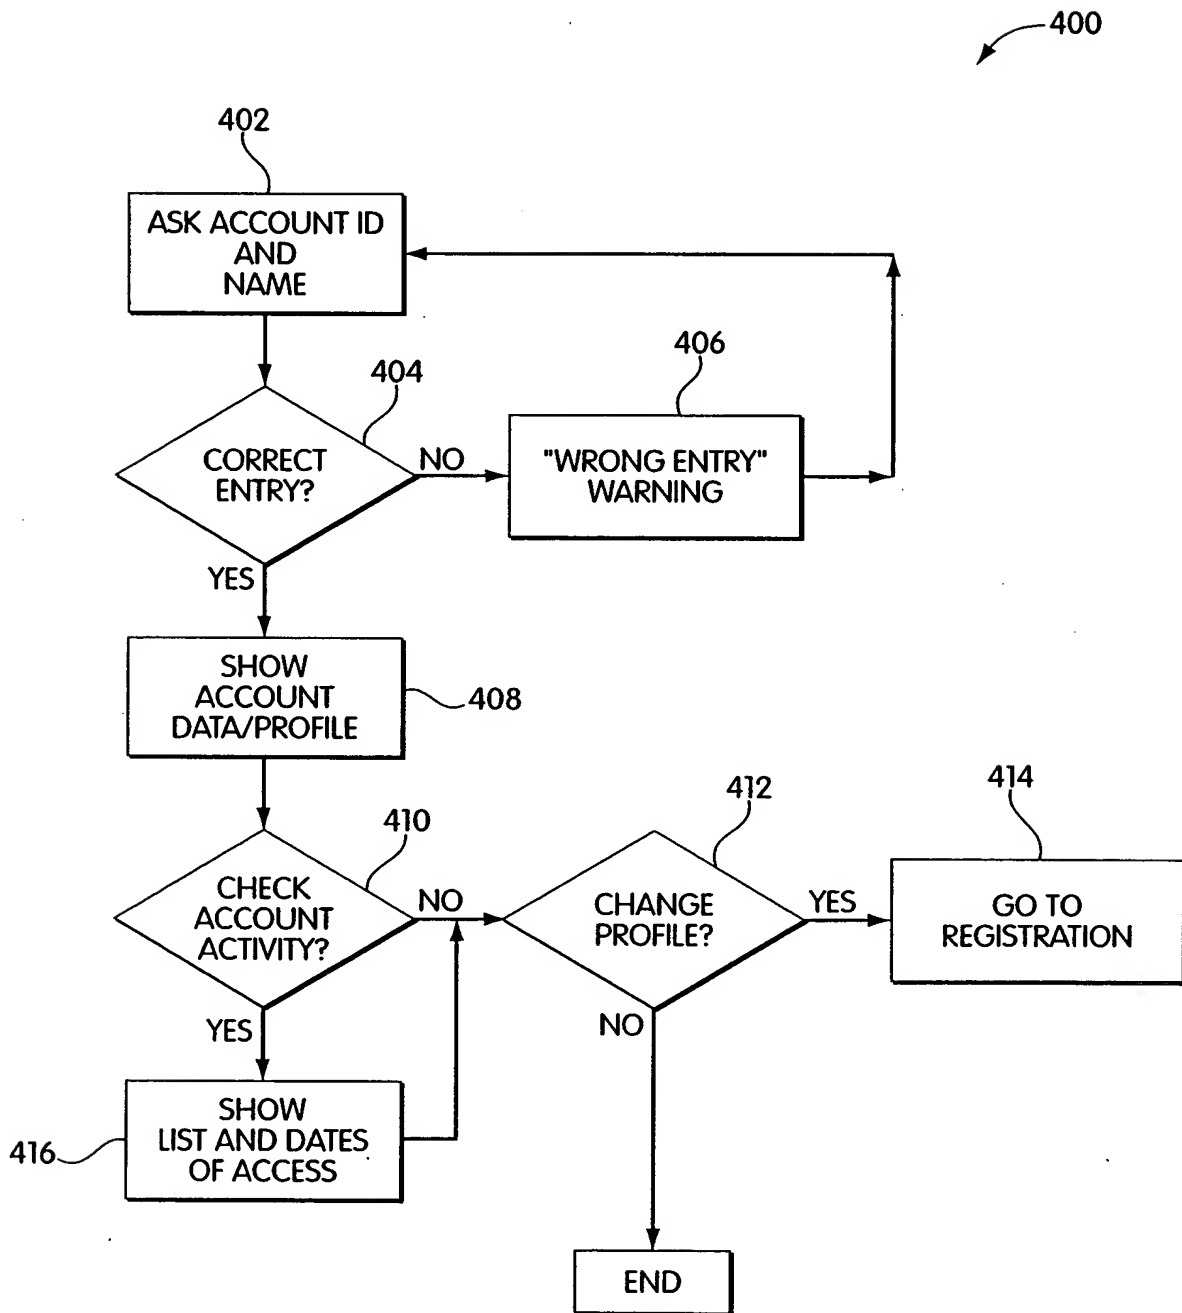 400
402
ASK ACCOUNT ID
AND
NAME
404
406
CORRECT
ENTRY?
NO
"WRONG ENTRY"
WARNING
YES
SHOW
ACCOUNT
DATA/PROFILE
408
410
412
414
CHECK
ACCOUNT
ACTIVITY?
NO
CHANGE
PROFILE?
YES
GO TO
REGISTRATION
YES
NO
416
SHOW
LIST AND DATES
OF ACCESS
END